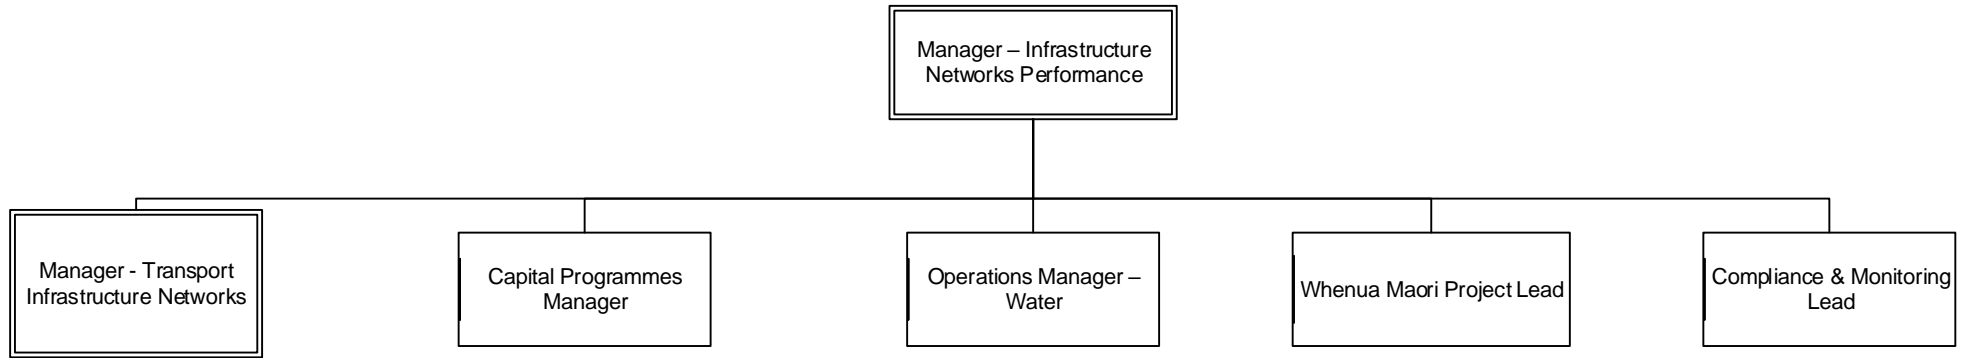 Manager – Infrastructure
Networks Performance
Manager - Transport
Infrastructure Networks
Capital Programmes
Manager
Operations Manager –
Water
Whenua Maori Project Lead
Compliance & Monitoring
Lead